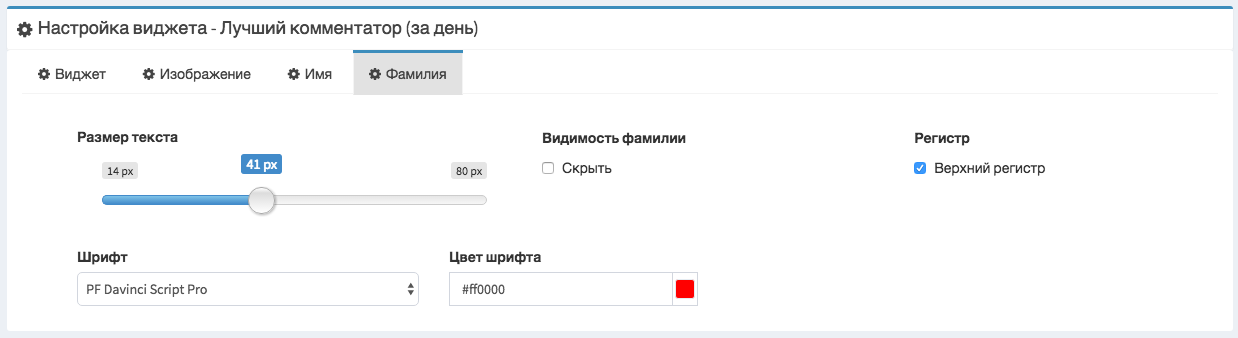 Настройка виджета - Лучший комментатор (за день)
Виджет Изображение Имя Фамилия
Размер текста Видимость фамилии Регистр
14 px 41 px 80 px Скрыть Верхний регистр
Шрифт Цвет шрифта
PF Davinci Script Pro #ff0000